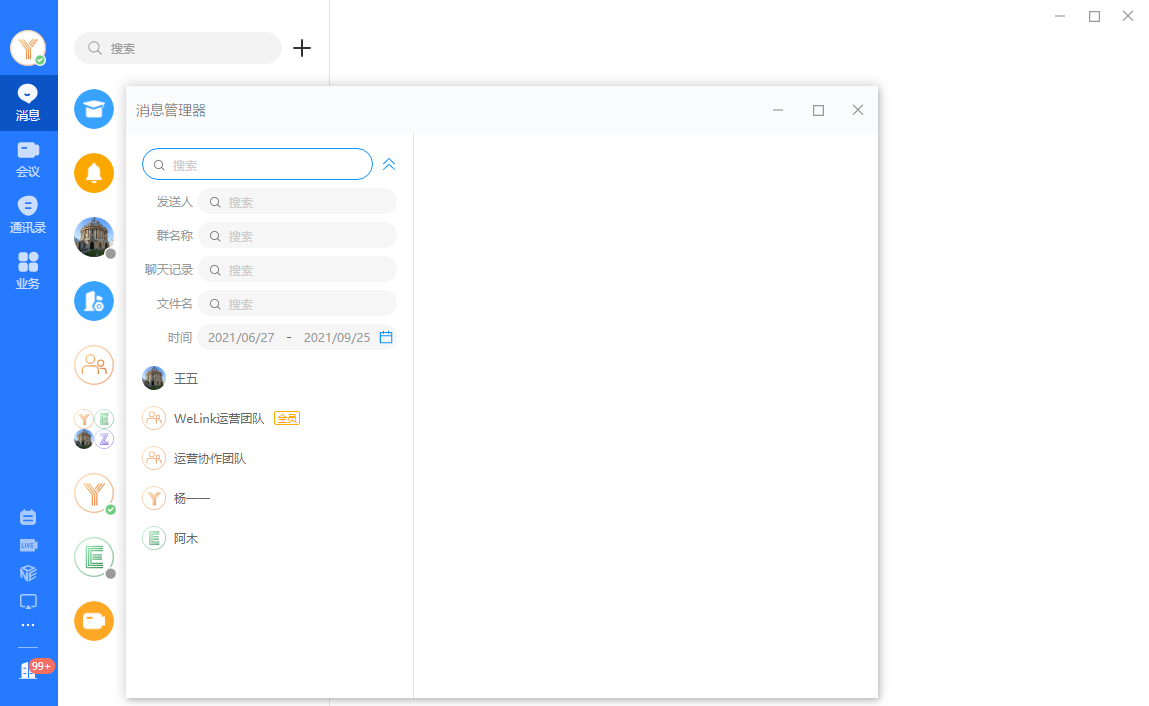 搜索
消息
会议
通讯录
业务
LIVE
99+
消息管理器
搜索
发送人 搜索
群名称 搜索
聊天记录 搜索
文件名 搜索
时间 2021/06/27 - 2021/09/25
王五
WeLink运营团队 全员
运营协作团队
杨一一
阿木